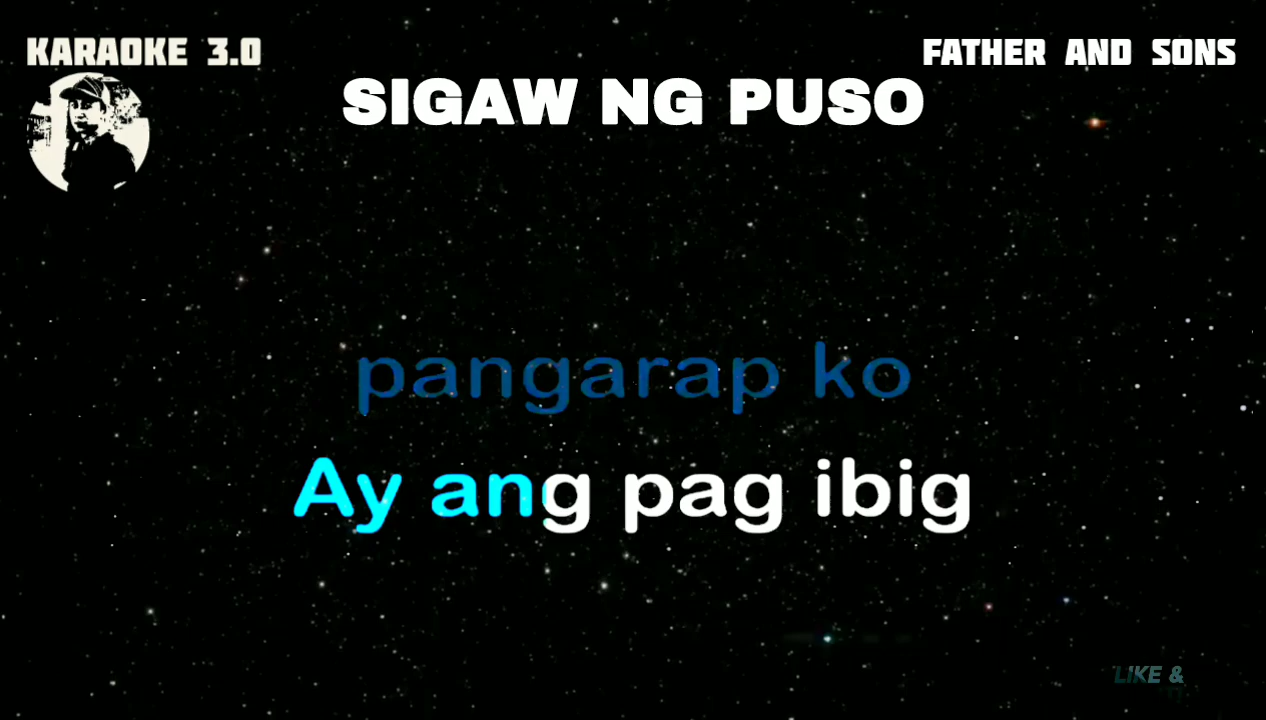 KARAOKE 3.0
FATHER AND SONS
SIGAW NG PUSO
pangarap ko
Ay ang pag ibig
LIKE &